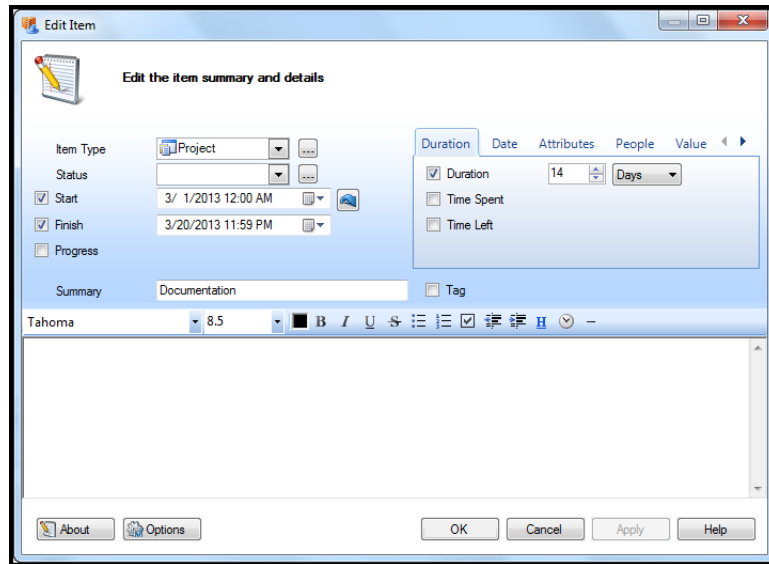 Edit Item
Edit the item summary and details
Item Type Project ...
Status ...
Start 3/ 1/2013 12:00 AM
Finish 3/20/2013 11:59 PM
Progress
Duration Date Attributes People Value
Duration 14 Days
Time Spent
Time Left
Summary Documentation Tag
Tahoma 8.5 B I U S H
About Options OK Cancel Apply Help